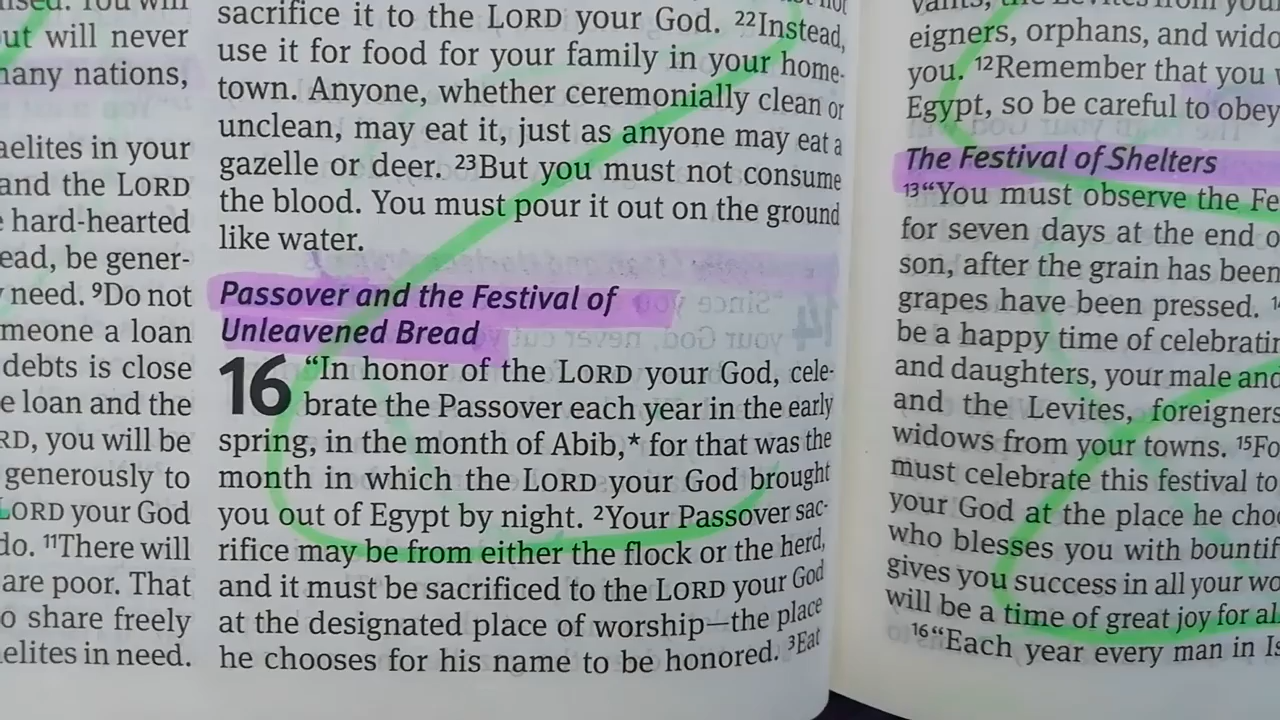 out will never
many nations,
aelites in your
and the LORD
hard-hearted
ead, be gener-
need. ⁹Do not
meone a loan
debts is close
e loan and the
RD, you will be
generously to
LORD your God
do. ¹¹There will
are poor. That
o share freely
aelites in need.
sacrifice it to the LORD your God. ²²Instead,
use it for food for your family in your home-
town. Anyone, whether ceremonially clean or
unclean, may eat it, just as anyone may eat a
gazelle or deer. ²³But you must not consume
the blood. You must pour it out on the ground
like water.
Passover and the Festival of
Unleavened Bread
16 “In honor of the LORD your God, cele-
brate the Passover each year in the early
spring, in the month of Abib,* for that was the
month in which the LORD your God brought
you out of Egypt by night. ²Your Passover sac-
rifice may be from either the flock or the herd,
and it must be sacrificed to the LORD your God
at the designated place of worship—the place
he chooses for his name to be honored. ³Eat
eigners, orphans, and wido
you. ¹²Remember that you
Egypt, so be careful to obey
The Festival of Shelters
¹³“You must observe the Fe
for seven days at the end o
son, after the grain has been
grapes have been pressed.
be a happy time of celebratin
and daughters, your male and
and the Levites, foreigners
widows from your towns. ¹⁵Fo
must celebrate this festival to
your God at the place he choo
who blesses you with bountif
gives you success in all your wo
will be a time of great joy for al
¹⁶“Each year every man in Is